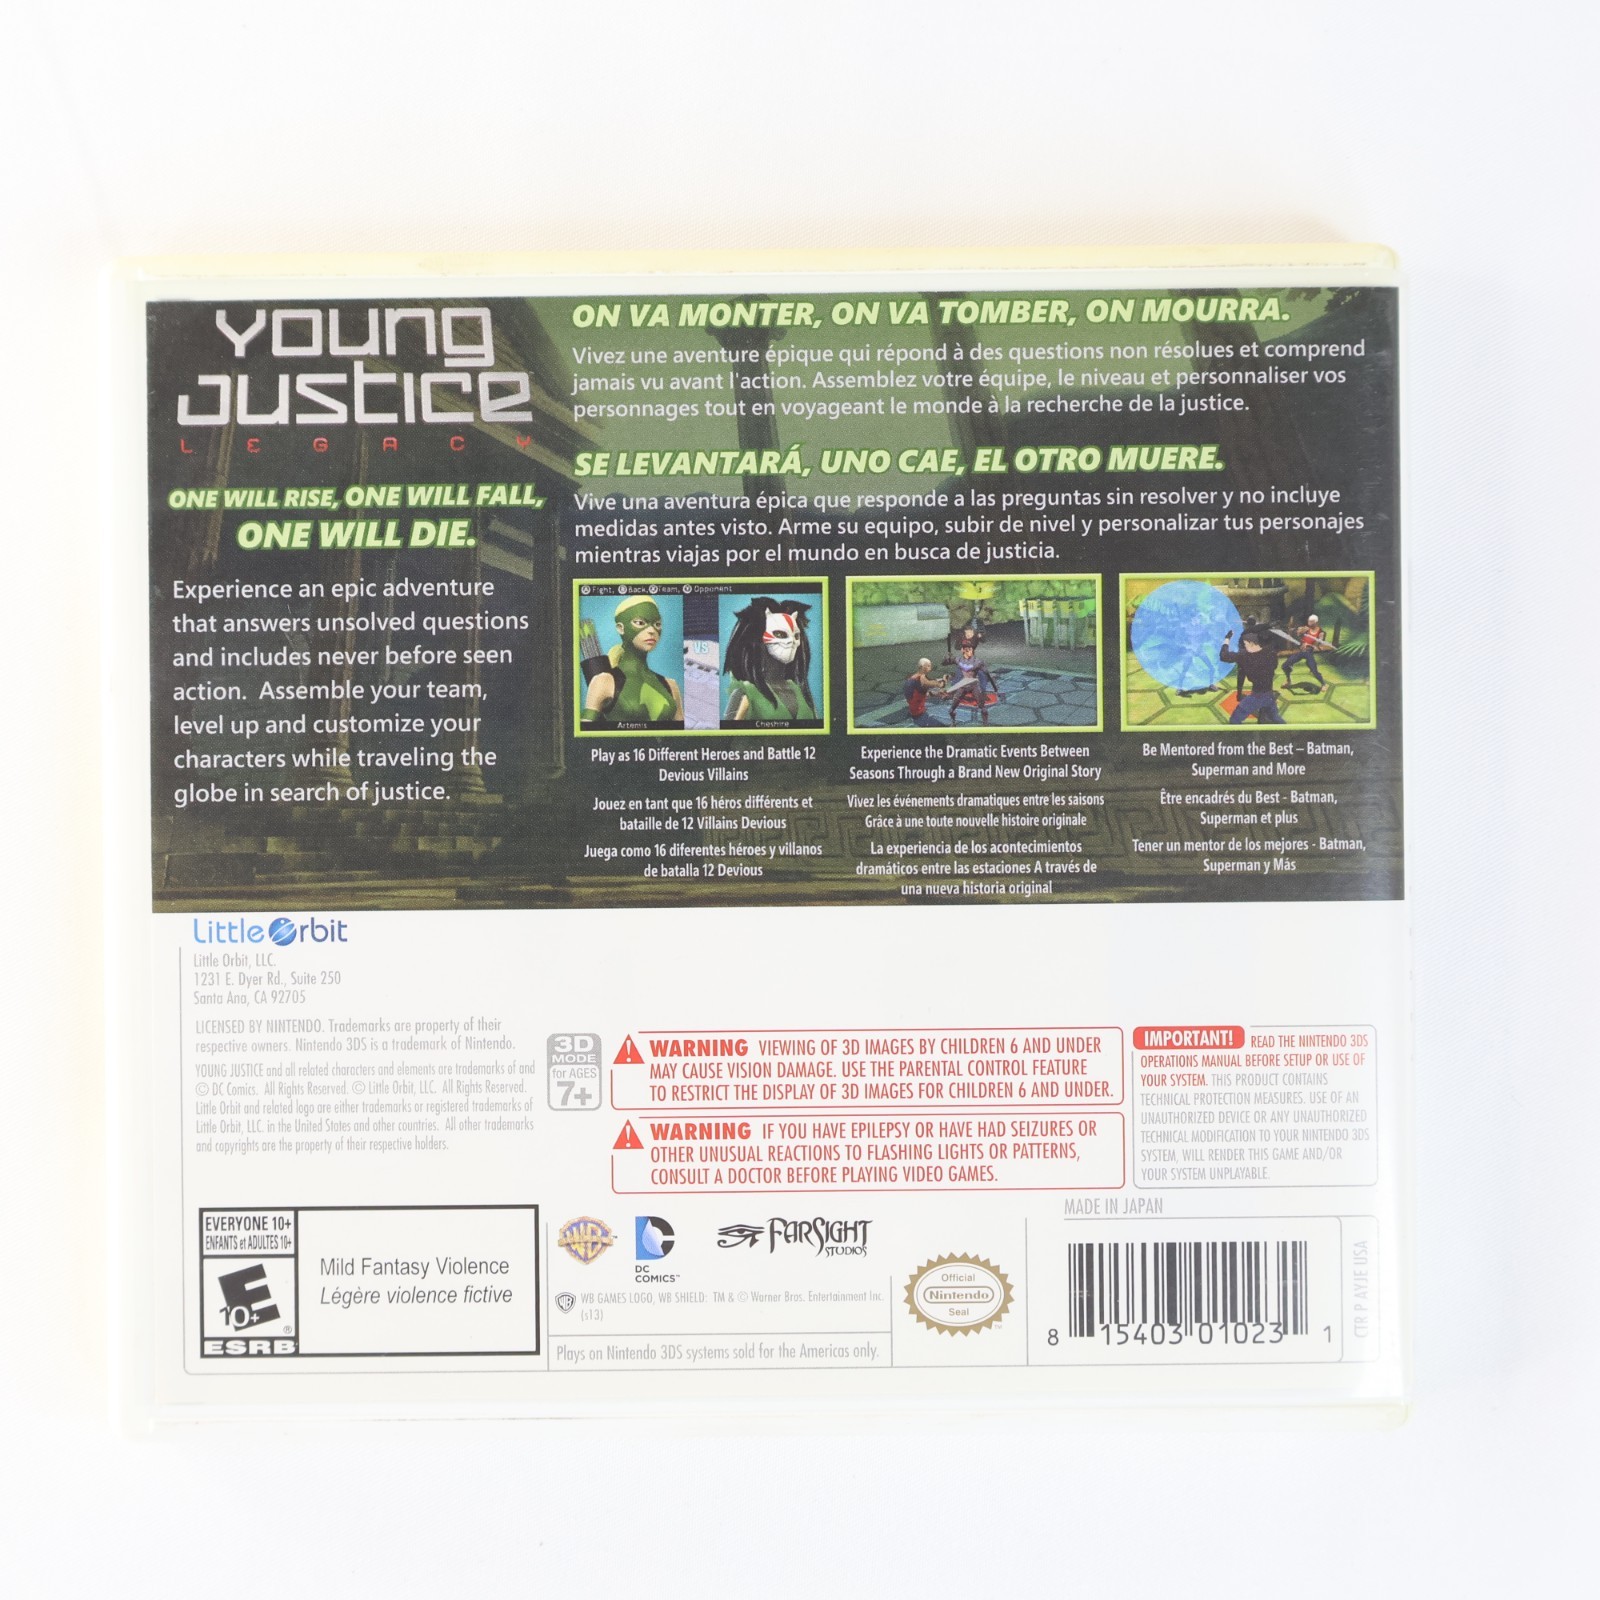 YOUNG
JUSTICE
LEGACY
ONE WILL RISE, ONE WILL FALL,
ONE WILL DIE.
Experience an epic adventure
that answers unsolved questions
and includes never before seen
action. Assemble your team,
level up and customize your
characters while traveling the
globe in search of justice.
ON VA MONTER, ON VA TOMBER, ON MOURRA.
Vivez une aventure épique qui répond à des questions non résolues et comprend
jamais vu avant l'action. Assemblez votre équipe, le niveau et personnaliser vos
personnages tout en voyageant le monde à la recherche de la justice.
SE LEVANTARÁ, UNO CAE, EL OTRO MUERE.
Vive una aventura épica que responde a las preguntas sin resolver y no incluye
medidas antes visto. Arme su equipo, subir de nivel y personalizar tus personajes
mientras viajas por el mundo en busca de justicia.
A Fight, B Back, X Team, Y Opponent
VS
Artemis
Cheshire
Play as 16 Different Heroes and Battle 12
Devious Villains
Jouez en tant que 16 héros différents et
bataille de 12 Villains Devious
Juega como 16 diferentes héroes y villanos
de batalla 12 Devious
Experience the Dramatic Events Between
Seasons Through a Brand New Original Story
Vivez les événements dramatiques entre les saisons
Grâce à une toute nouvelle histoire originale
La experiencia de los acontecimientos
dramáticos entre las estaciones A través de
una nueva historia original
Be Mentored from the Best – Batman,
Superman and More
Être encadrés du Best - Batman,
Superman et plus
Tener un mentor de los mejores - Batman,
Superman y Más
Little Orbit
Little Orbit, LLC.
1231 E. Dyer Rd., Suite 250
Santa Ana, CA 92705
LICENSED BY NINTENDO. Trademarks are property of their
respective owners. Nintendo 3DS is a trademark of Nintendo.
YOUNG JUSTICE and all related characters and elements are trademarks of and
© DC Comics. All Rights Reserved. © Little Orbit, LLC. All Rights Reserved.
Little Orbit and related logo are either trademarks or registered trademarks of
Little Orbit, LLC. in the United States and other countries. All other trademarks
and copyrights are the property of their respective holders.
3D
MODE
for AGES
7+
WARNING VIEWING OF 3D IMAGES BY CHILDREN 6 AND UNDER
MAY CAUSE VISION DAMAGE. USE THE PARENTAL CONTROL FEATURE
TO RESTRICT THE DISPLAY OF 3D IMAGES FOR CHILDREN 6 AND UNDER.
WARNING IF YOU HAVE EPILEPSY OR HAVE HAD SEIZURES OR
OTHER UNUSUAL REACTIONS TO FLASHING LIGHTS OR PATTERNS,
CONSULT A DOCTOR BEFORE PLAYING VIDEO GAMES.
IMPORTANT! READ THE NINTENDO 3DS
OPERATIONS MANUAL BEFORE SETUP OR USE OF
YOUR SYSTEM. THIS PRODUCT CONTAINS
TECHNICAL PROTECTION MEASURES. USE OF AN
UNAUTHORIZED DEVICE OR ANY UNAUTHORIZED
TECHNICAL MODIFICATION TO YOUR NINTENDO 3DS
SYSTEM, WILL RENDER THIS GAME AND/OR
YOUR SYSTEM UNPLAYABLE.
EVERYONE 10+
ENFANTS et ADULTES 10+
E
10+
®
ESRB
Mild Fantasy Violence
Légère violence fictive
WB
DC
COMICS™
FARSIGHT
STUDIOS
WB GAMES LOGO, WB SHIELD: TM & © Warner Bros. Entertainment Inc.
(s13)
Plays on Nintendo 3DS systems sold for the Americas only.
Official
Nintendo
Seal
MADE IN JAPAN
8 15403 01023 1
CTR P AYJE USA